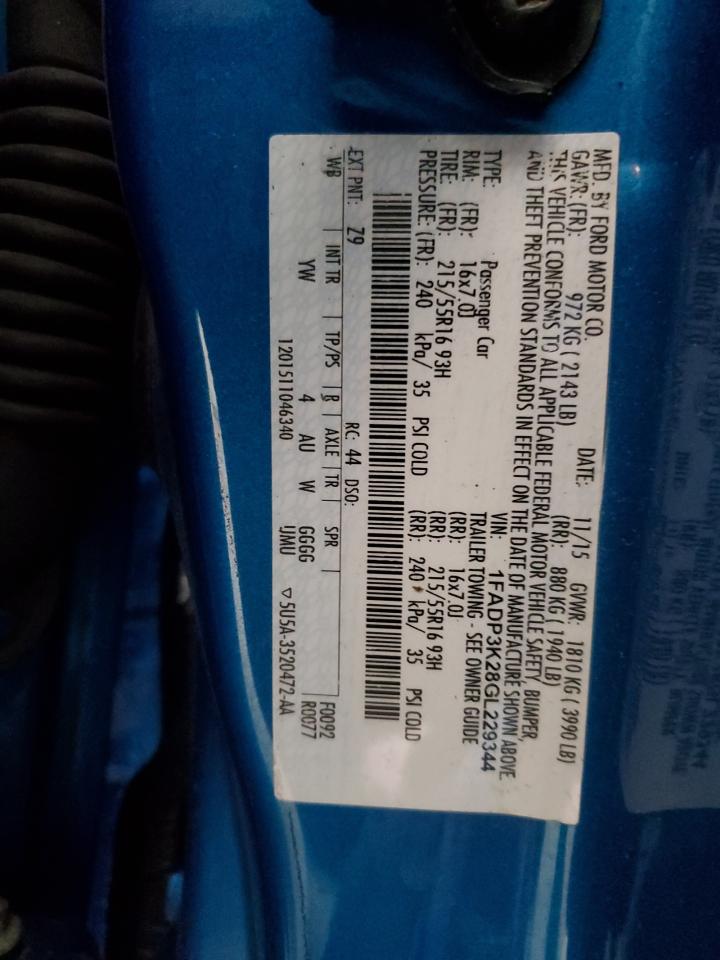 MFD. BY FORD MOTOR CO.
DATE: 11/15 GVWR: 1810 KG ( 3990 LB)
GAWR: (FR): 972 KG ( 2143 LB) (RR): 880 KG ( 1940 LB)
THIS VEHICLE CONFORMS TO ALL APPLICABLE FEDERAL MOTOR VEHICLE SAFETY, BUMPER,
AND THEFT PREVENTION STANDARDS IN EFFECT ON THE DATE OF MANUFACTURE SHOWN ABOVE
VIN: 1FADP3K28GL229344
TYPE: Passenger Car TRAILER TOWING - SEE OWNER GUIDE
RIM: (FR): 16x7.0J (RR): 16x7.0J
TIRE: (FR): 215/55R16 93H (RR): 215/55R16 93H
PRESSURE: (FR): 240 kPa/ 35 PSI COLD (RR): 240 kPa/ 35 PSI COLD
EXT PNT: Z9 RC: 44 DSO: F0092
WB INT TR TP/PS R AXLE TR SPR R0077
YW 4 AU W GGGG
1201511046340 UMU ▽ 5U5A-3520472-AA